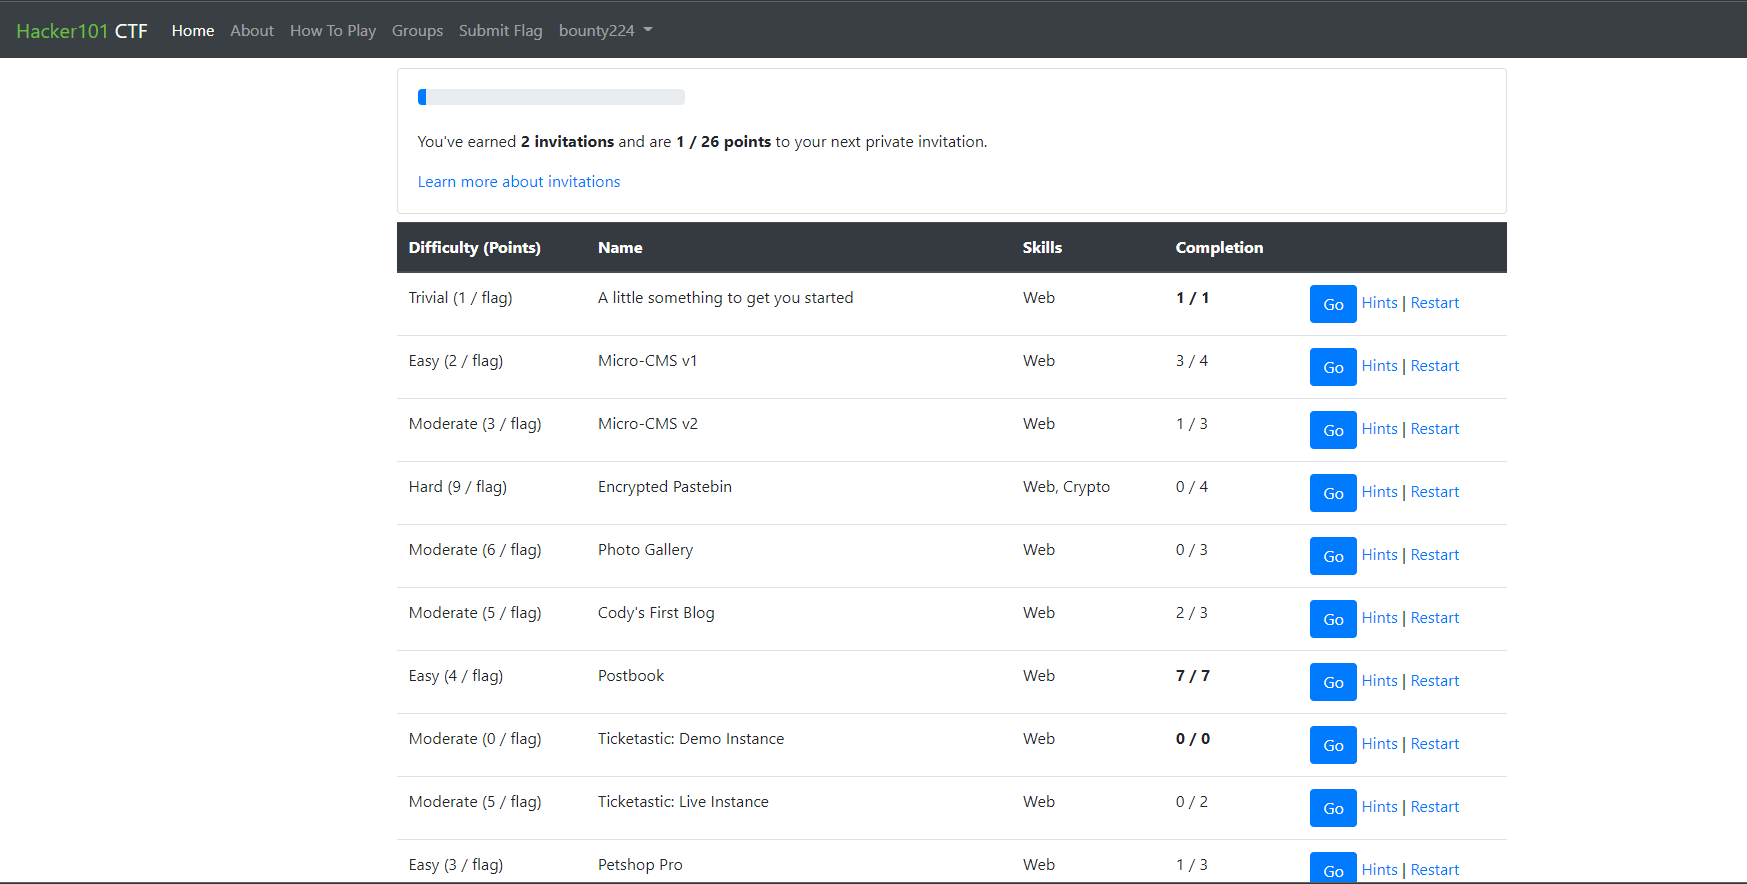 Hacker101 CTF Home About How To Play Groups Submit Flag bounty224
You've earned 2 invitations and are 1 / 26 points to your next private invitation.
Learn more about invitations
Difficulty (Points) Name Skills Completion
Trivial (1 / flag) A little something to get you started Web 1 / 1 Go Hints | Restart
Easy (2 / flag) Micro-CMS v1 Web 3 / 4 Go Hints | Restart
Moderate (3 / flag) Micro-CMS v2 Web 1 / 3 Go Hints | Restart
Hard (9 / flag) Encrypted Pastebin Web, Crypto 0 / 4 Go Hints | Restart
Moderate (6 / flag) Photo Gallery Web 0 / 3 Go Hints | Restart
Moderate (5 / flag) Cody's First Blog Web 2 / 3 Go Hints | Restart
Easy (4 / flag) Postbook Web 7 / 7 Go Hints | Restart
Moderate (0 / flag) Ticketastic: Demo Instance Web 0 / 0 Go Hints | Restart
Moderate (5 / flag) Ticketastic: Live Instance Web 0 / 2 Go Hints | Restart
Easy (3 / flag) Petshop Pro Web 1 / 3 Go Hints | Restart